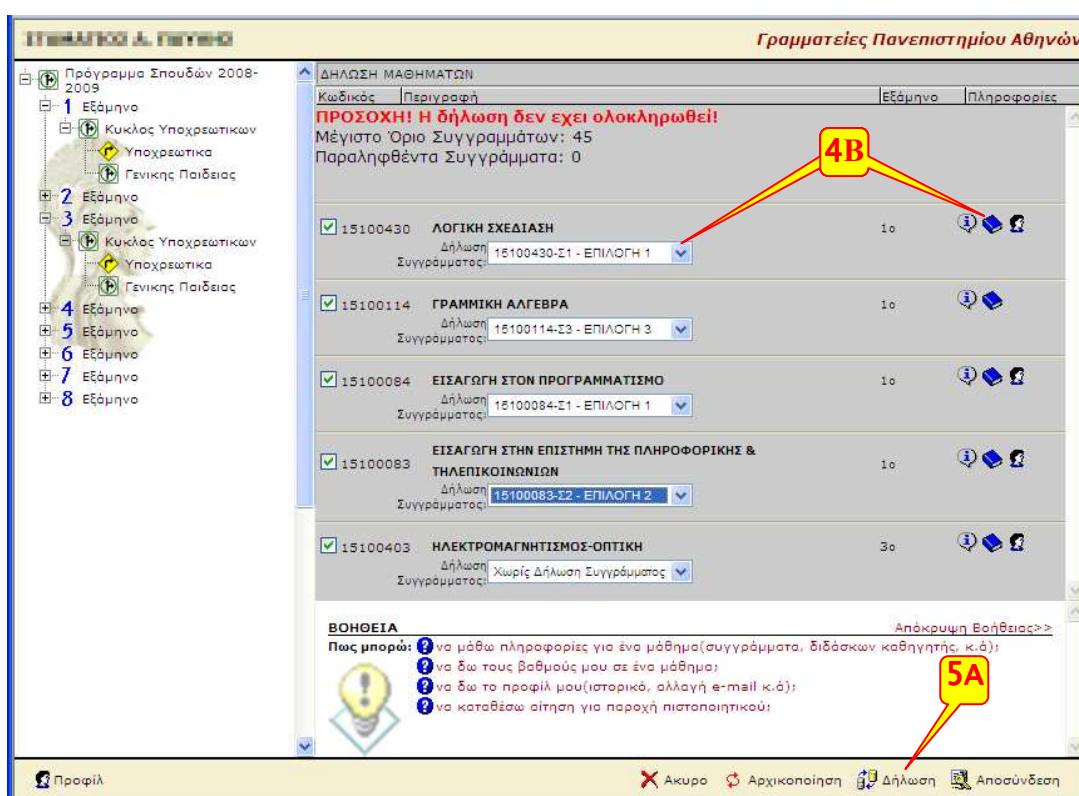 Γραμματείες Πανεπιστημίου Αθηνών
Πρόγραμμα Σπουδών 2008-
2009
1 Εξάμηνο
Κυκλος Υποχρεωτικων
Υποχρεωτικα
Γενικης Παιδειας
2 Εξάμηνο
3 Εξάμηνο
Κυκλος Υποχρεωτικων
Υποχρεωτικα
Γενικης Παιδειας
4 Εξάμηνο
5 Εξάμηνο
6 Εξάμηνο
7 Εξάμηνο
8 Εξάμηνο
ΔΗΛΩΣΗ ΜΑΘΗΜΑΤΩΝ
Κωδικός Περιγραφή Εξάμηνο Πληροφορίες
ΠΡΟΣΟΧΗ! Η δήλωση δεν εχει ολοκληρωθεί!
Μέγιστο Όριο Συγγραμμάτων: 45
Παραληφθέντα Συγγράμματα: 0
4B
15100430 ΛΟΓΙΚΗ ΣΧΕΔΙΑΣΗ 1ο
Δήλωση
Συγγράμματος: 15100430-Σ1 - ΕΠΙΛΟΓΗ 1
15100114 ΓΡΑΜΜΙΚΗ ΑΛΓΕΒΡΑ 1ο
Δήλωση
Συγγράμματος: 15100114-Σ3 - ΕΠΙΛΟΓΗ 3
15100084 ΕΙΣΑΓΩΓΗ ΣΤΟΝ ΠΡΟΓΡΑΜΜΑΤΙΣΜΟ 1ο
Δήλωση
Συγγράμματος: 15100084-Σ1 - ΕΠΙΛΟΓΗ 1
15100083 ΕΙΣΑΓΩΓΗ ΣΤΗΝ ΕΠΙΣΤΗΜΗ ΤΗΣ ΠΛΗΡΟΦΟΡΙΚΗΣ &
ΤΗΛΕΠΙΚΟΙΝΩΝΙΩΝ 1ο
Δήλωση
Συγγράμματος: 15100083-Σ2 - ΕΠΙΛΟΓΗ 2
15100403 ΗΛΕΚΤΡΟΜΑΓΝΗΤΙΣΜΟΣ-ΟΠΤΙΚΗ 3ο
Δήλωση
Συγγράμματος: Χωρίς Δήλωση Συγγράμματος
ΒΟΗΘΕΙΑ Απόκρυψη Βοήθειας>>
Πως μπορώ: να μάθω πληροφορίες για ένα μάθημα(συγγράμματα, διδάσκων καθηγητής, κ.ά);
να δω τους βαθμούς μου σε ένα μάθημα;
να δω το προφίλ μου(ιστορικό, αλλαγή e-mail κ.ά);
να καταθέσω αίτηση για παροχή πιστοποιητικού;
5A
Προφίλ Ακυρο Αρχικοποίηση Δήλωση Αποσύνδεση